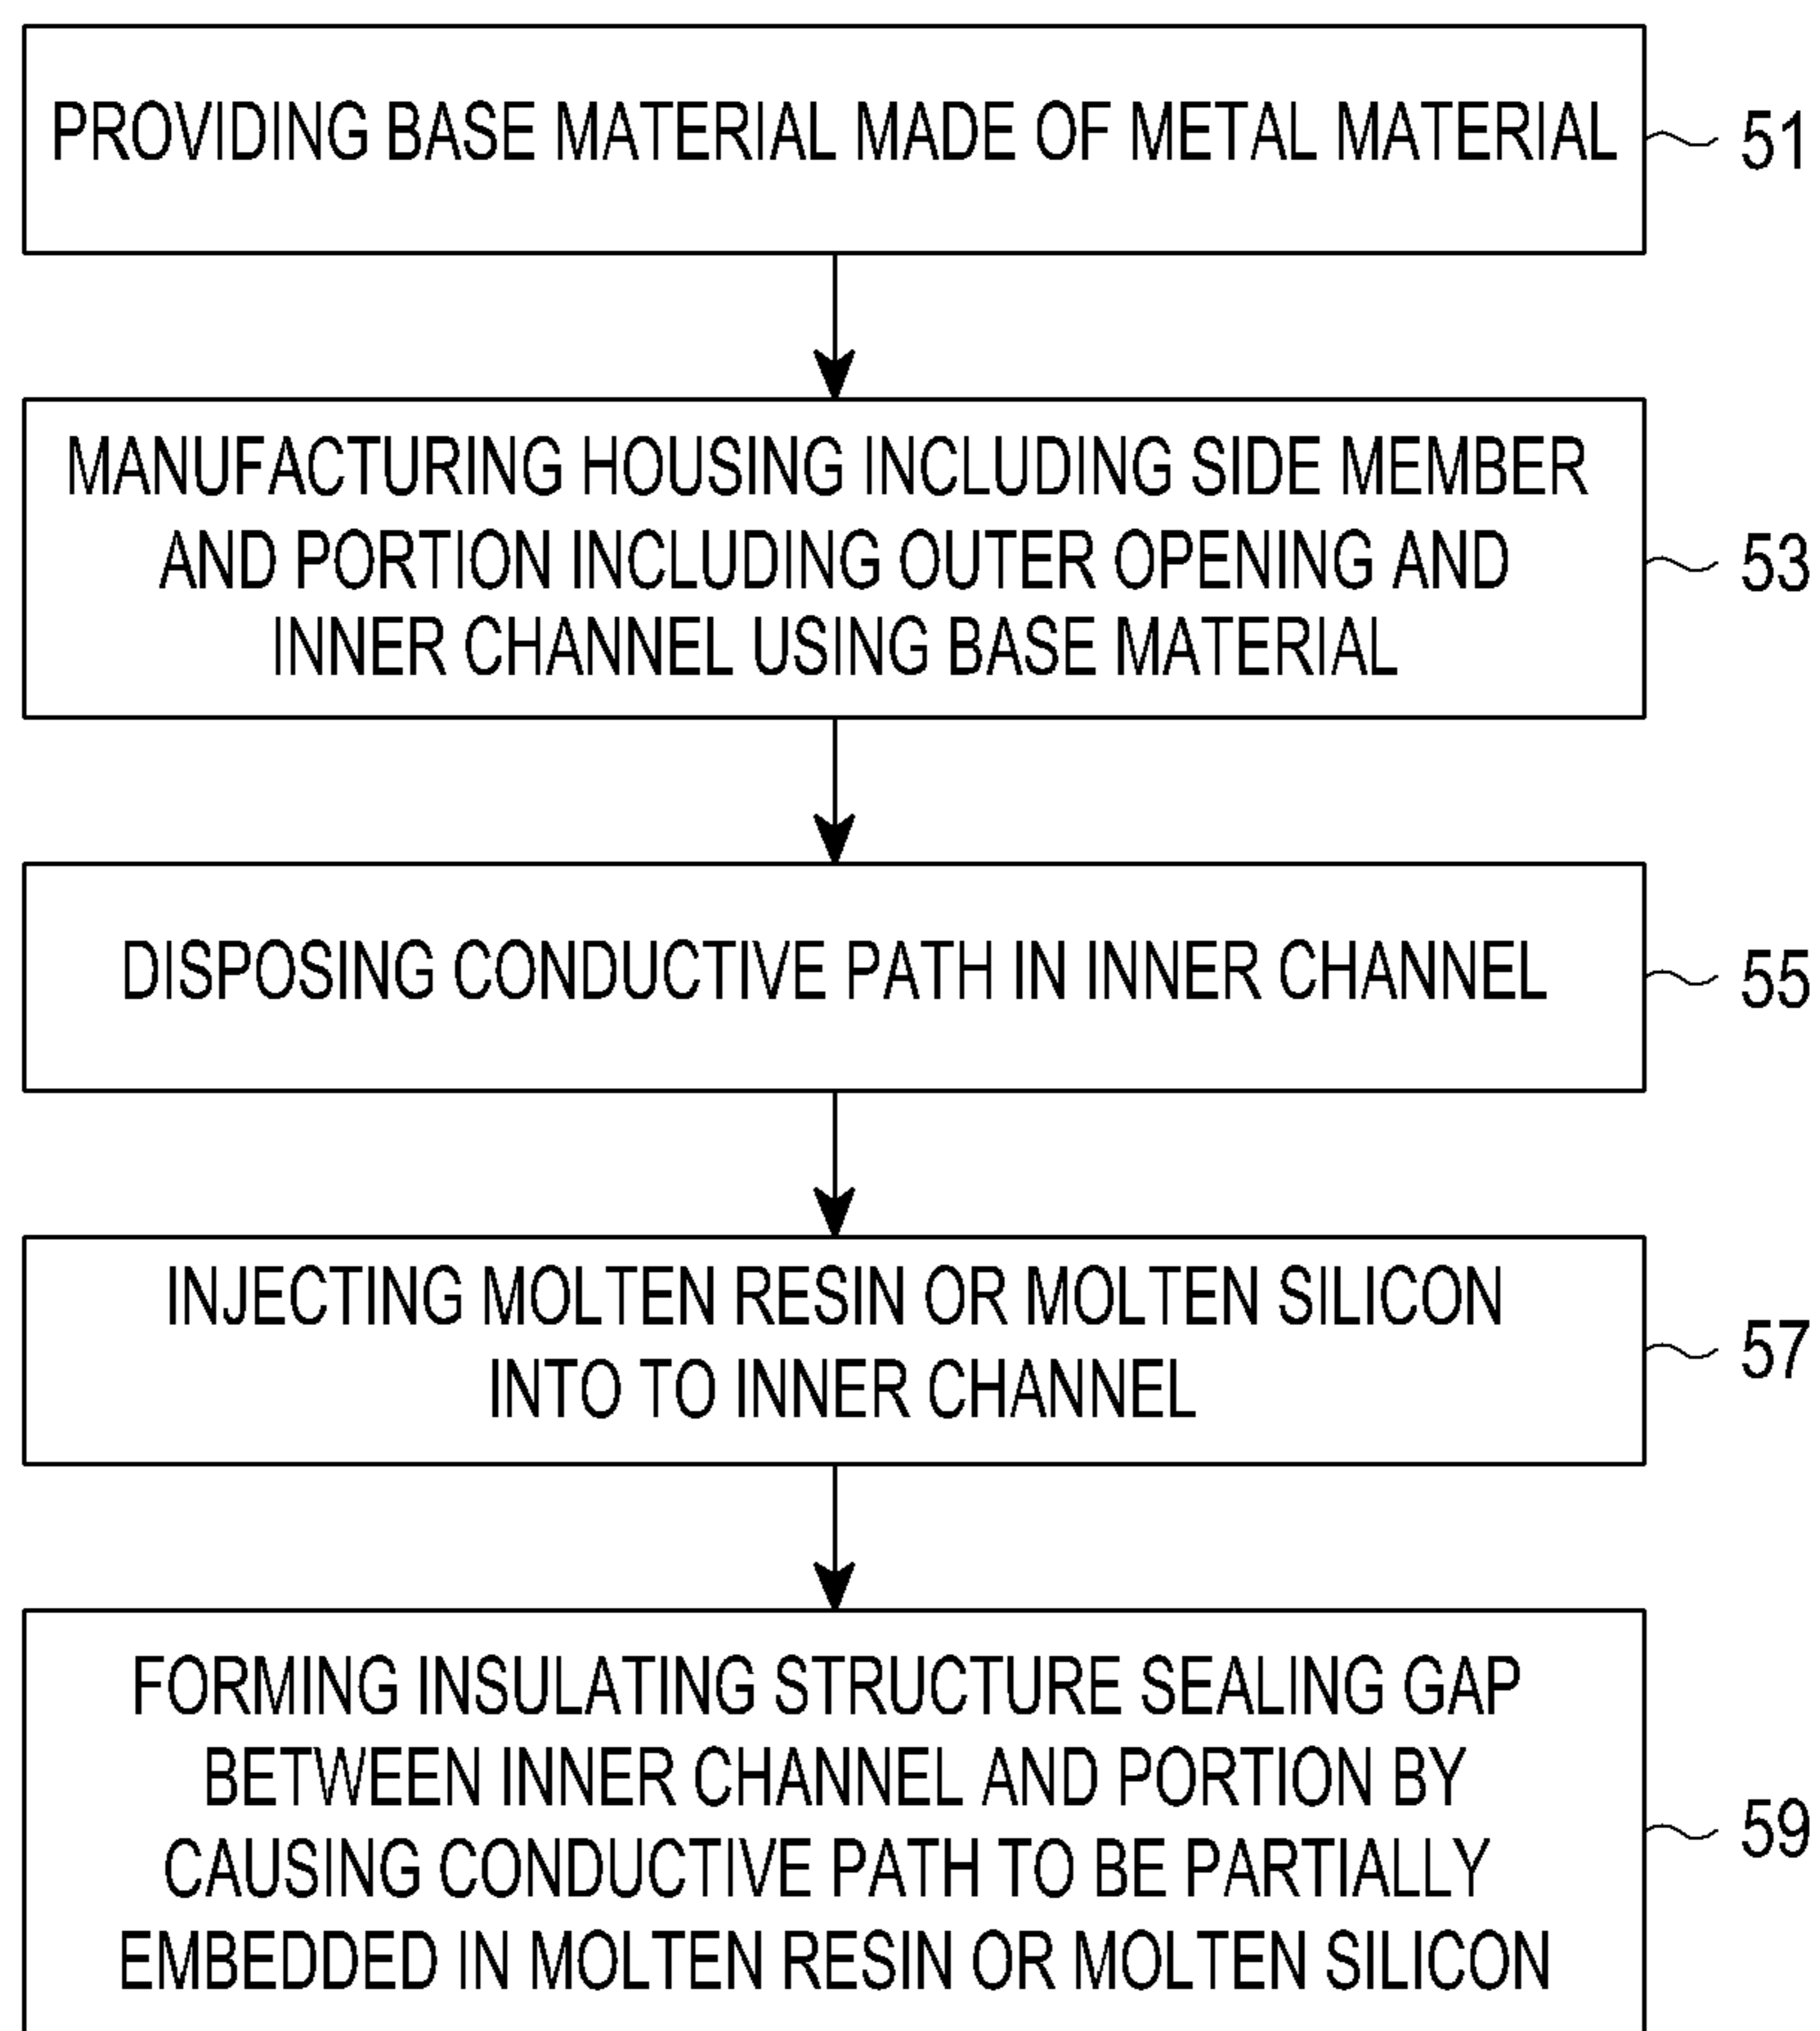 PROVIDING BASE MATERIAL MADE OF METAL MATERIAL
51
MANUFACTURING HOUSING INCLUDING SIDE MEMBER
AND PORTION INCLUDING OUTER OPENING AND
INNER CHANNEL USING BASE MATERIAL
53
DISPOSING CONDUCTIVE PATH IN INNER CHANNEL
55
INJECTING MOLTEN RESIN OR MOLTEN SILICON
INTO TO INNER CHANNEL
57
FORMING INSULATING STRUCTURE SEALING GAP
BETWEEN INNER CHANNEL AND PORTION BY
CAUSING CONDUCTIVE PATH TO BE PARTIALLY
EMBEDDED IN MOLTEN RESIN OR MOLTEN SILICON
59